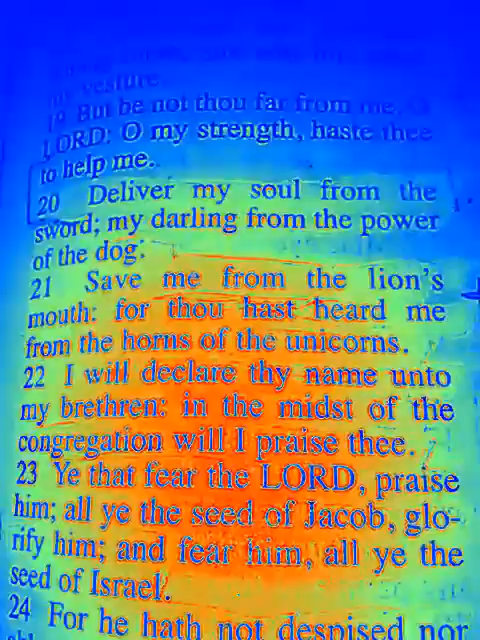 my vesture.
19 But be not thou far from me, O
LORD: O my strength, haste thee
to help me.
20 Deliver my soul from the
sword; my darling from the power
of the dog.
21 Save me from the lion's
mouth: for thou hast heard me
from the horns of the unicorns.
22 I will declare thy name unto
my brethren: in the midst of the
congregation will I praise thee.
23 Ye that fear the LORD, praise
him; all ye the seed of Jacob, glo-
rify him; and fear him, all ye the
seed of Israel.
24 For he hath not despised nor